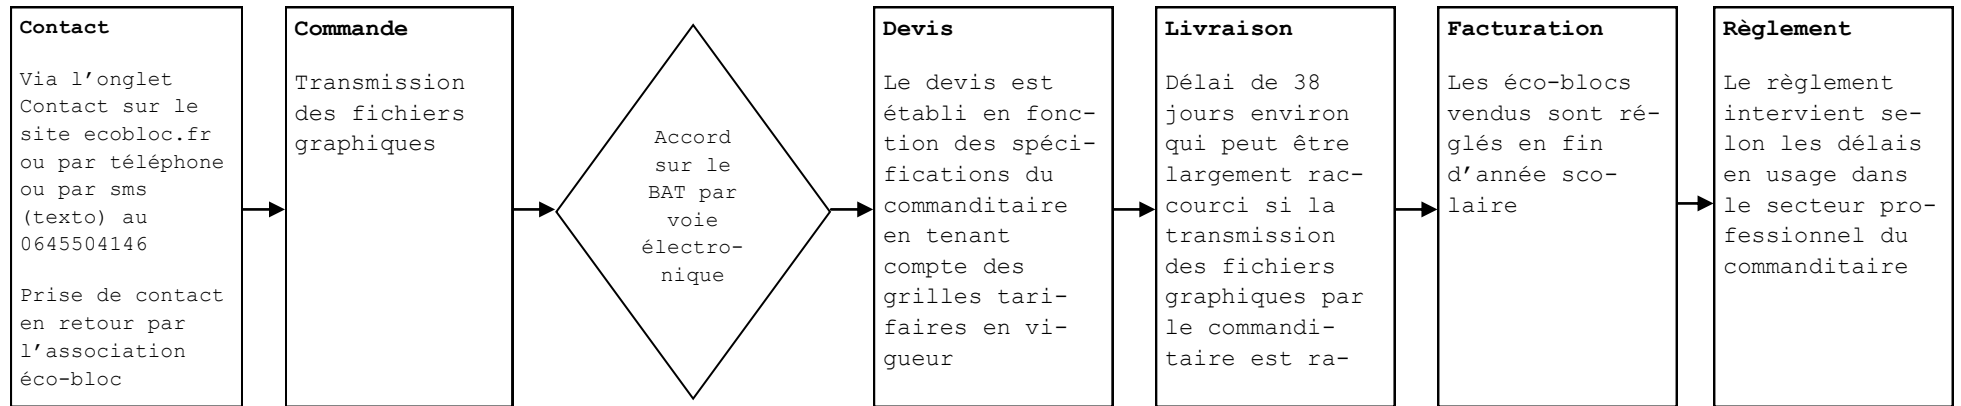 Contact
Via l’onglet
Contact sur le
site ecobloc.fr
ou par téléphone
ou par sms
(texto) au
0645504146
Prise de contact
en retour par
l’association
éco-bloc
Commande
Transmission
des fichiers
graphiques
Accord
sur le
BAT par
voie
électro-
nique
Devis
Le devis est
établi en fonc-
tion des spéci-
fications du
commanditaire
en tenant
compte des
grilles tari-
faires en vi-
gueur
Livraison
Délai de 38
jours environ
qui peut être
largement rac-
courci si la
transmission
des fichiers
graphiques par
le commandi-
taire est ra-
Facturation
Les éco-blocs
vendus sont ré-
glés en fin
d’année sco-
laire
Règlement
Le règlement
intervient se-
lon les délais
en usage dans
le secteur pro-
fessionnel du
commanditaire